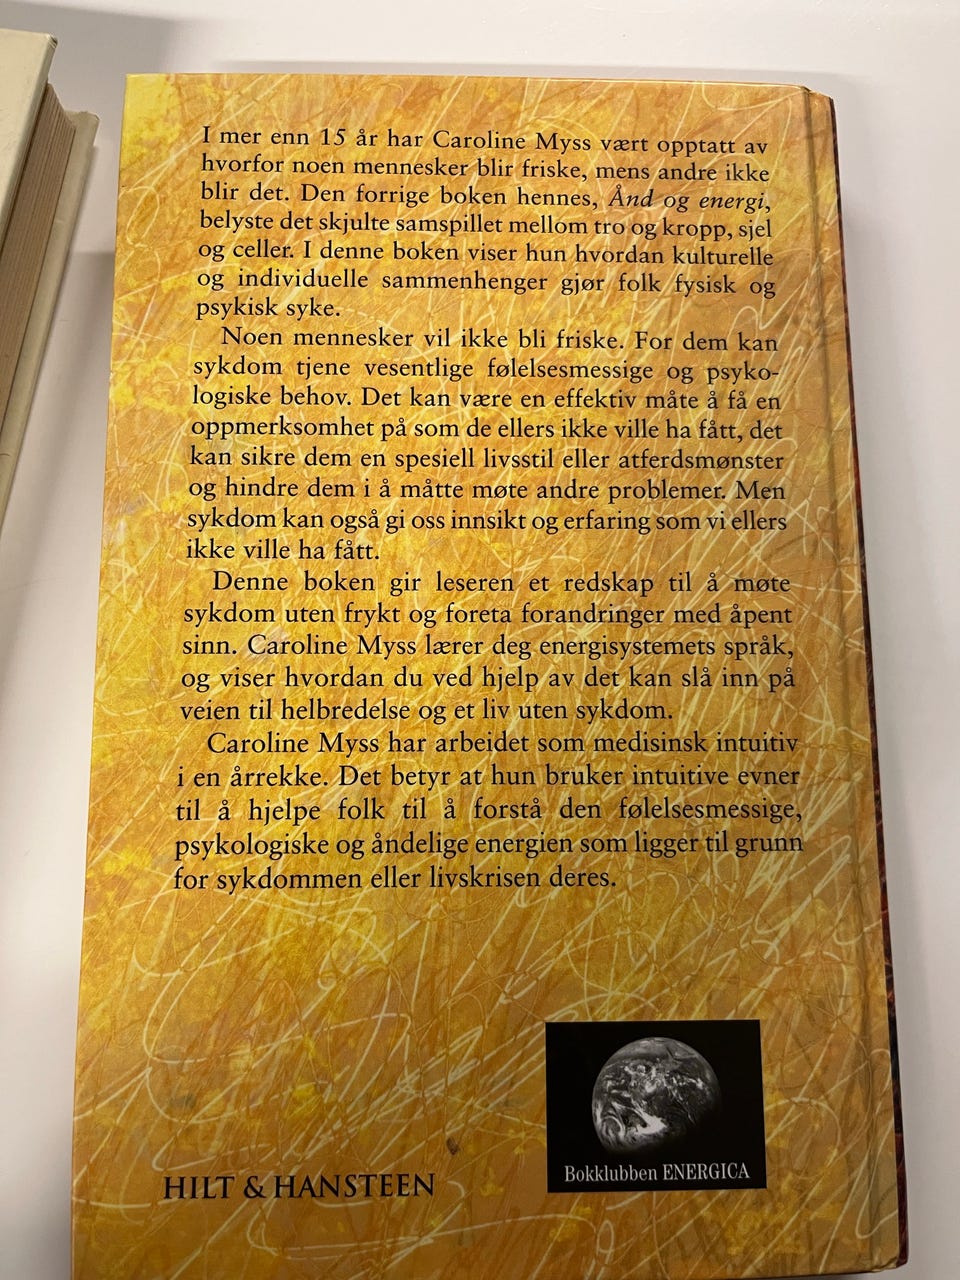 I mer enn 15 år har Caroline Myss vært opptatt av
hvorfor noen mennesker blir friske, mens andre ikke
blir det. Den forrige boken hennes, Ånd og energi,
belyste det skjulte samspillet mellom tro og kropp, sjel
og celler. I denne boken viser hun hvordan kulturelle
og individuelle sammenhenger gjør folk fysisk og
psykisk syke.
Noen mennesker vil ikke bli friske. For dem kan
sykdom tjene vesentlige følelsesmessige og psyko-
logiske behov. Det kan være en effektiv måte å få en
oppmerksomhet på som de ellers ikke ville ha fått, det
kan sikre dem en spesiell livsstil eller atferdsmønster
og hindre dem i å måtte møte andre problemer. Men
sykdom kan også gi oss innsikt og erfaring som vi ellers
ikke ville ha fått.
Denne boken gir leseren et redskap til å møte
sykdom uten frykt og foreta forandringer med åpent
sinn. Caroline Myss lærer deg energisystemets språk,
og viser hvordan du ved hjelp av det kan slå inn på
veien til helbredelse og et liv uten sykdom.
Caroline Myss har arbeidet som medisinsk intuitiv
i en årrekke. Det betyr at hun bruker intuitive evner
til å hjelpe folk til å forstå den følelsesmessige,
psykologiske og åndelige energien som ligger til grunn
for sykdommen eller livskrisen deres.
HILT & HANSTEEN
Bokklubben ENERGICA